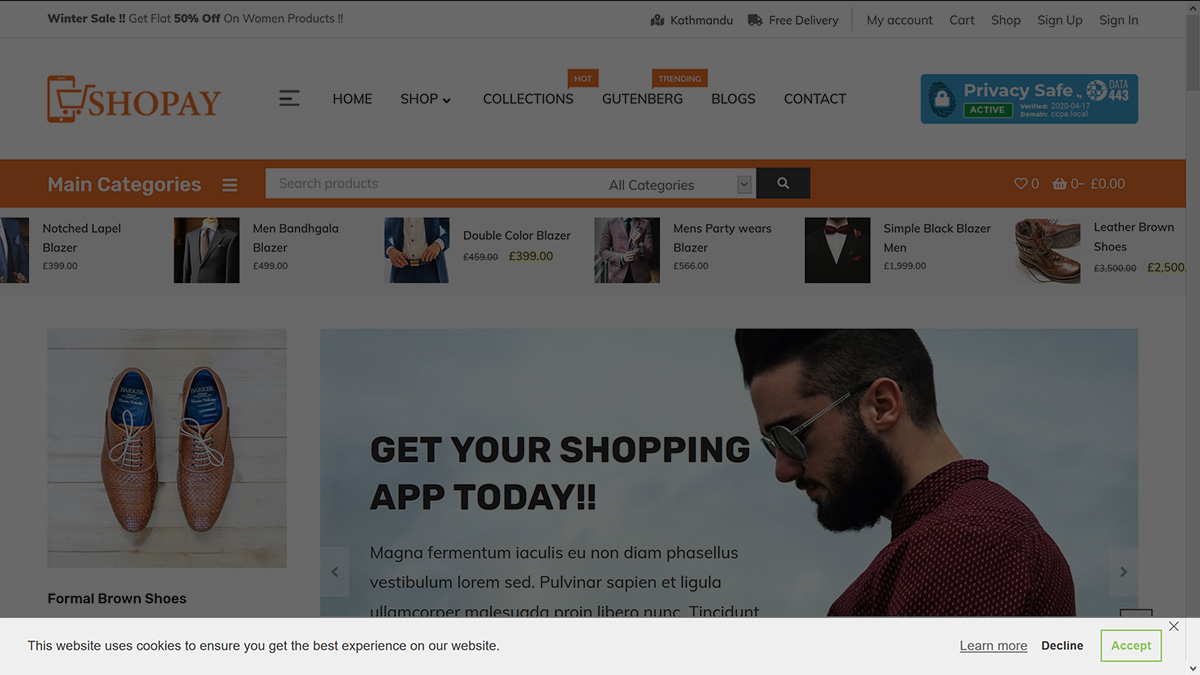 Winter Sale !! Get Flat 50% Off On Women Products !!
Kathmandu
Free Delivery
My account
Cart
Shop
Sign Up
Sign In
SHOPAY
HOME
SHOP
COLLECTIONS
HOT
GUTENBERG
TRENDING
BLOGS
CONTACT
Privacy Safe by DATA 443
ACTIVE
Verified: 2020-04-17
Domain: ccpa.local
Main Categories
Search products
All Categories
0
0- £0.00
Notched Lapel
Blazer
£399.00
Men Bandhgala
Blazer
£499.00
Double Color Blazer
£459.00 £399.00
Mens Party wears
Blazer
£566.00
Simple Black Blazer
Men
£1,999.00
Leather Brown
Shoes
£3,500.00 £2,500.
BARKER
BARKER
Formal Brown Shoes
GET YOUR SHOPPING
APP TODAY!!
Magna fermentum iaculis eu non diam phasellus
vestibulum lorem sed. Pulvinar sapien et ligula
ullamcorper malesuada proin libero nunc. Tincidunt
This website uses cookies to ensure you get the best experience on our website.
Learn more
Decline
Accept